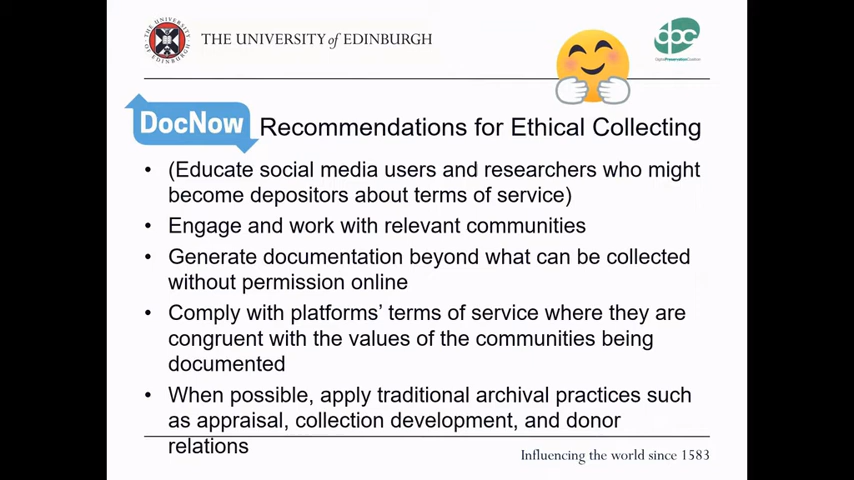 THE UNIVERSITY of EDINBURGH
dpc
DigitalPreservationCoalition
DocNow
Recommendations for Ethical Collecting
• (Educate social media users and researchers who might
become depositors about terms of service)
• Engage and work with relevant communities
• Generate documentation beyond what can be collected
without permission online
• Comply with platforms’ terms of service where they are
congruent with the values of the communities being
documented
• When possible, apply traditional archival practices such
as appraisal, collection development, and donor
relations
Influencing the world since 1583